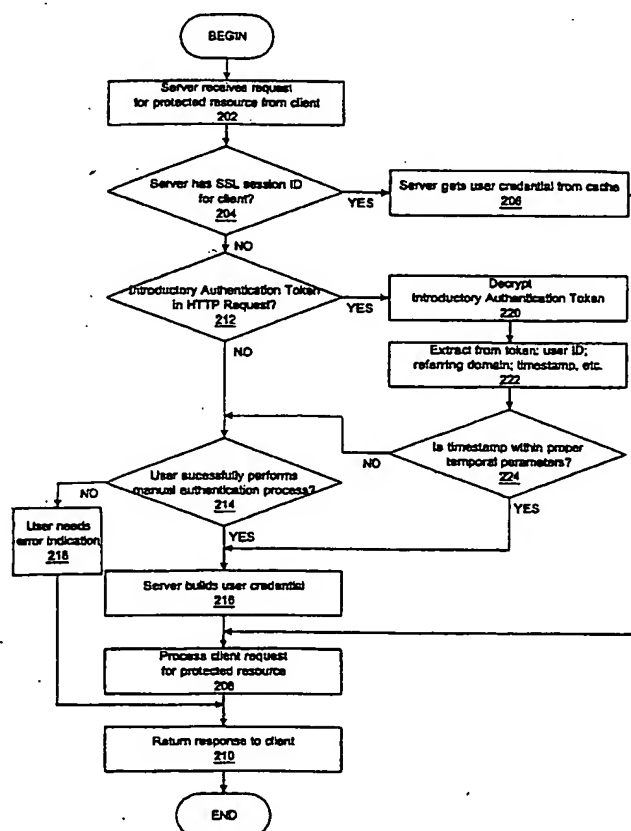 BEGIN
Server receives request
for protected resource from client
202
Server has SSL session ID
for client?
204
YES
Server gets user credential from cache
206
NO
Introductory Authentication Token
in HTTP Request?
212
YES
Decrypt
Introductory Authentication Token
220
NO
Extract from token: user ID;
referring domain; timestamp, etc.
222
Is timestamp within proper
temporal parameters?
224
NO
YES
User sucessfully performs
manual authentication process?
214
NO
YES
User needs
error indication
218
Server builds user credential
216
Process client request
for protected resource
208
Return response to client
210
END